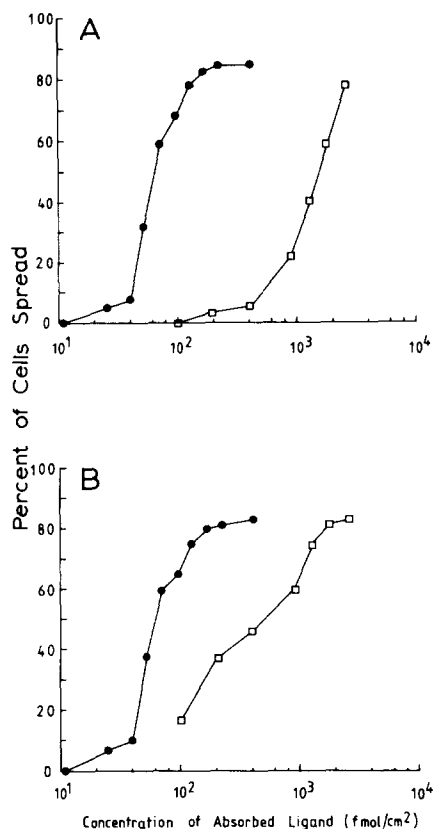 A
80
60
40
20
0
10¹ 10² 10³ 10⁴
Percent of Cells Spread
B
100
80
60
40
20
0
10¹ 10² 10³ 10⁴
Concentration of Absorbed Ligand (fmol/cm²)